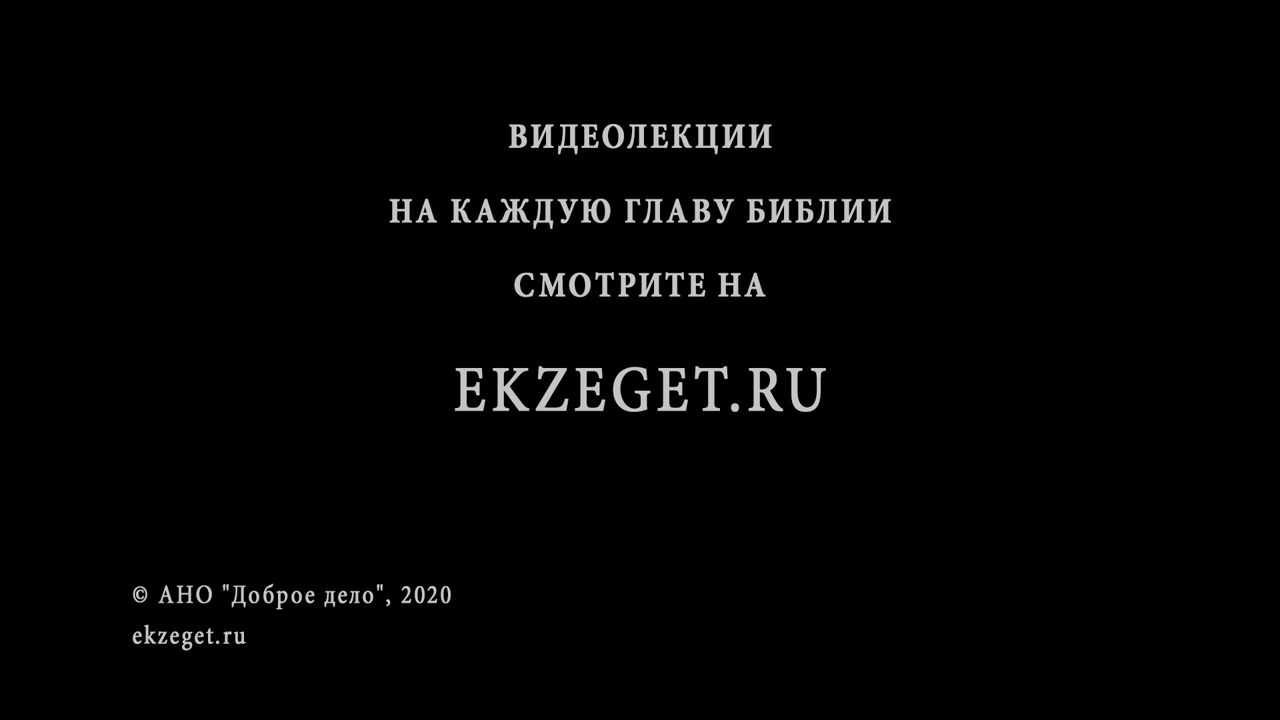 ВИДЕОЛЕКЦИИ
НА КАЖДУЮ ГЛАВУ БИБЛИИ
СМОТРИТЕ НА
EKZEGET.RU
© АНО "Доброе дело", 2020
ekzeget.ru